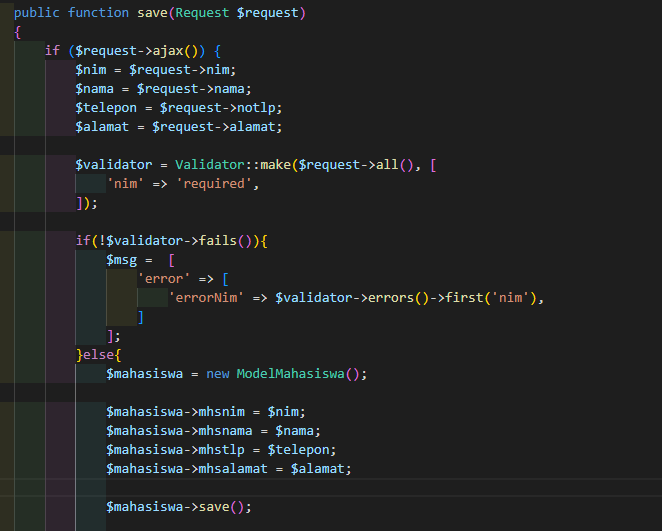 public function save(Request $request)
{
if ($request->ajax()) {
$nim = $request->nim;
$nama = $request->nama;
$telepon = $request->notlp;
$alamat = $request->alamat;
$validator = Validator::make($request->all(), [
'nim' => 'required',
]);
if(!$validator->fails()){
$msg =  [
'error' => [
'errorNim' => $validator->errors()->first('nim'),
]
];
}else{
$mahasiswa = new ModelMahasiswa();
$mahasiswa->mhsnim = $nim;
$mahasiswa->mhsnama = $nama;
$mahasiswa->mhstlp = $telepon;
$mahasiswa->mhsalamat = $alamat;
$mahasiswa->save();